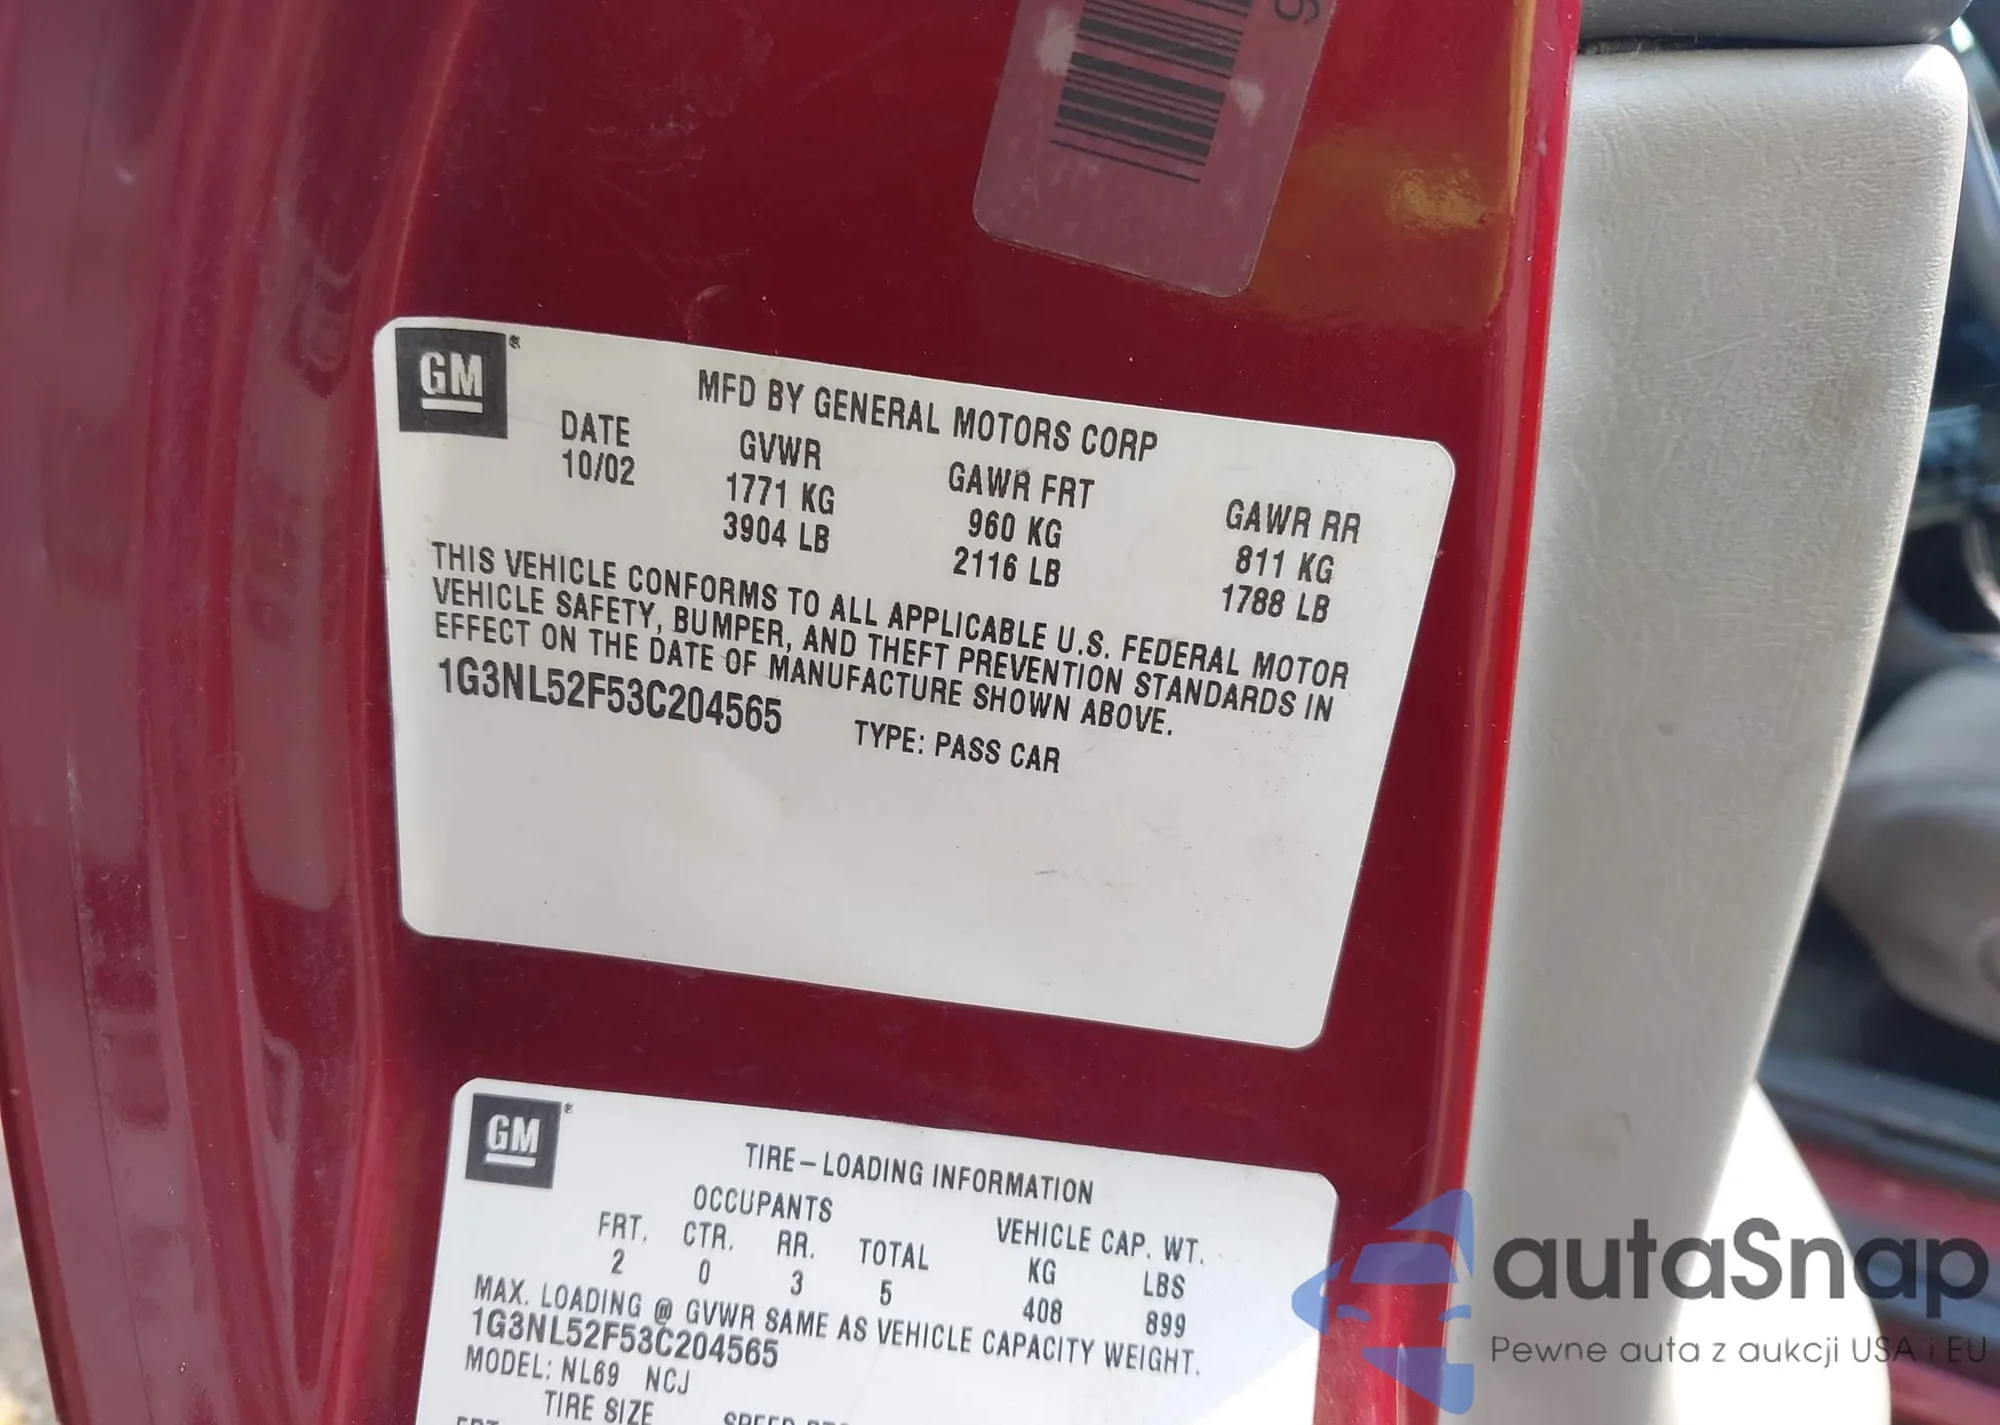 9
GM®
MFD BY GENERAL MOTORS CORP
DATE GVWR GAWR FRT GAWR RR
10/02 1771 KG 960 KG 811 KG
3904 LB 2116 LB 1788 LB
THIS VEHICLE CONFORMS TO ALL APPLICABLE U.S. FEDERAL MOTOR
VEHICLE SAFETY, BUMPER, AND THEFT PREVENTION STANDARDS IN
EFFECT ON THE DATE OF MANUFACTURE SHOWN ABOVE.
1G3NL52F53C204565 TYPE: PASS CAR
GM®
TIRE–LOADING INFORMATION
OCCUPANTS VEHICLE CAP. WT.
FRT. CTR. RR. TOTAL KG LBS
2 0 3 5 408 899
MAX. LOADING @ GVWR SAME AS VEHICLE CAPACITY WEIGHT.
1G3NL52F53C204565
MODEL: NL69 NCJ
TIRE SIZE
autaSnap
Pewne auta z aukcji USA i EU